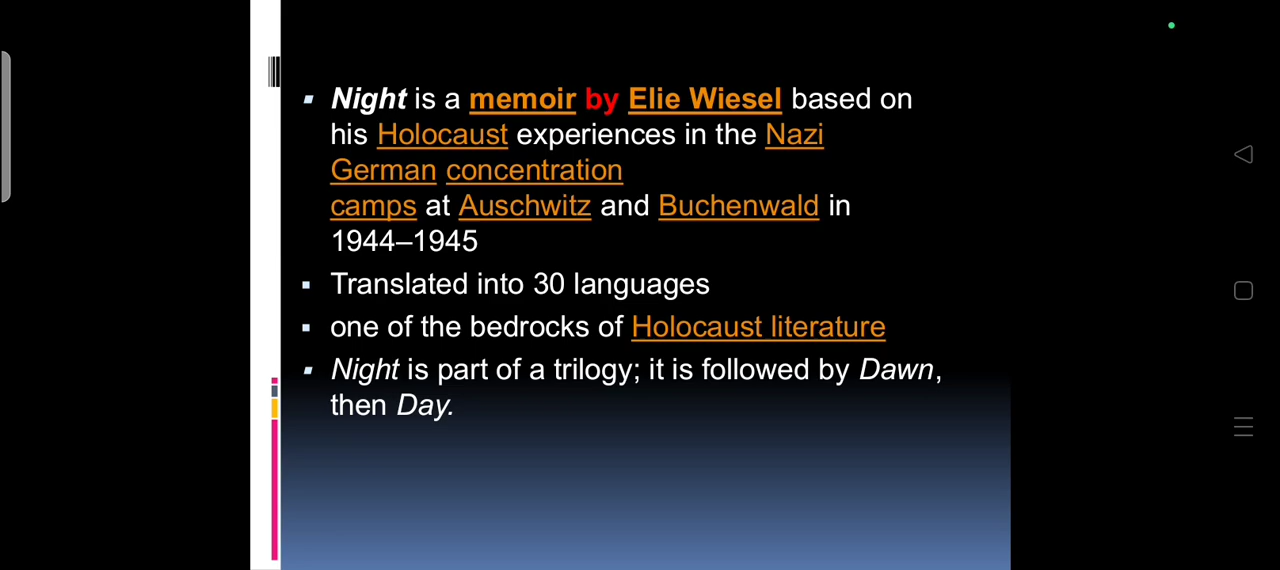 Night is a memoir by Elie Wiesel based on
his Holocaust experiences in the Nazi
German concentration
camps at Auschwitz and Buchenwald in
1944–1945
Translated into 30 languages
one of the bedrocks of Holocaust literature
Night is part of a trilogy; it is followed by Dawn,
then Day.